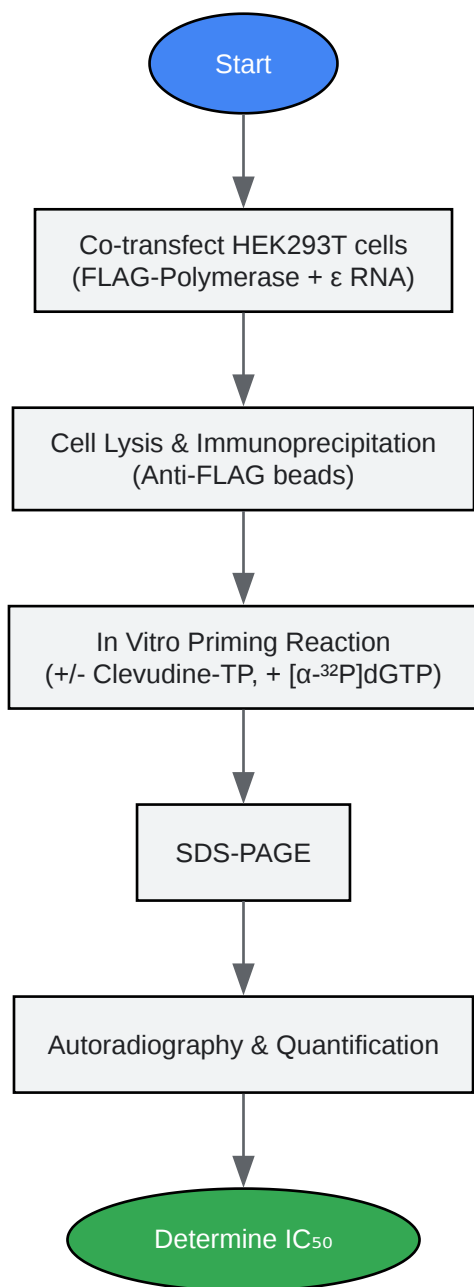 Start
Co-transfect HEK293T cells
(FLAG-Polymerase + ε RNA)
Cell Lysis & Immunoprecipitation
(Anti-FLAG beads)
In Vitro Priming Reaction
(+/- Clevudine-TP, + [α-³²P]dGTP)
SDS-PAGE
Autoradiography & Quantification
Determine IC₅₀